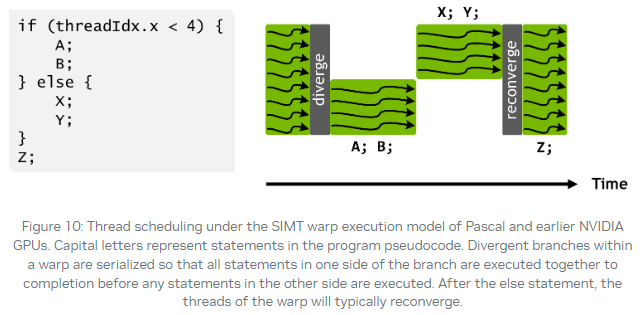 if (threadIdx.x < 4) {
    A;
    B;
} else {
    X;
    Y;
}
Z;
diverge
A; B;
X; Y;
reconverge
Z;
Time
Figure 10: Thread scheduling under the SIMT warp execution model of Pascal and earlier NVIDIA
GPUs. Capital letters represent statements in the program pseudocode. Divergent branches within
a warp are serialized so that all statements in one side of the branch are executed together to
completion before any statements in the other side are executed. After the else statement, the
threads of the warp will typically reconverge.